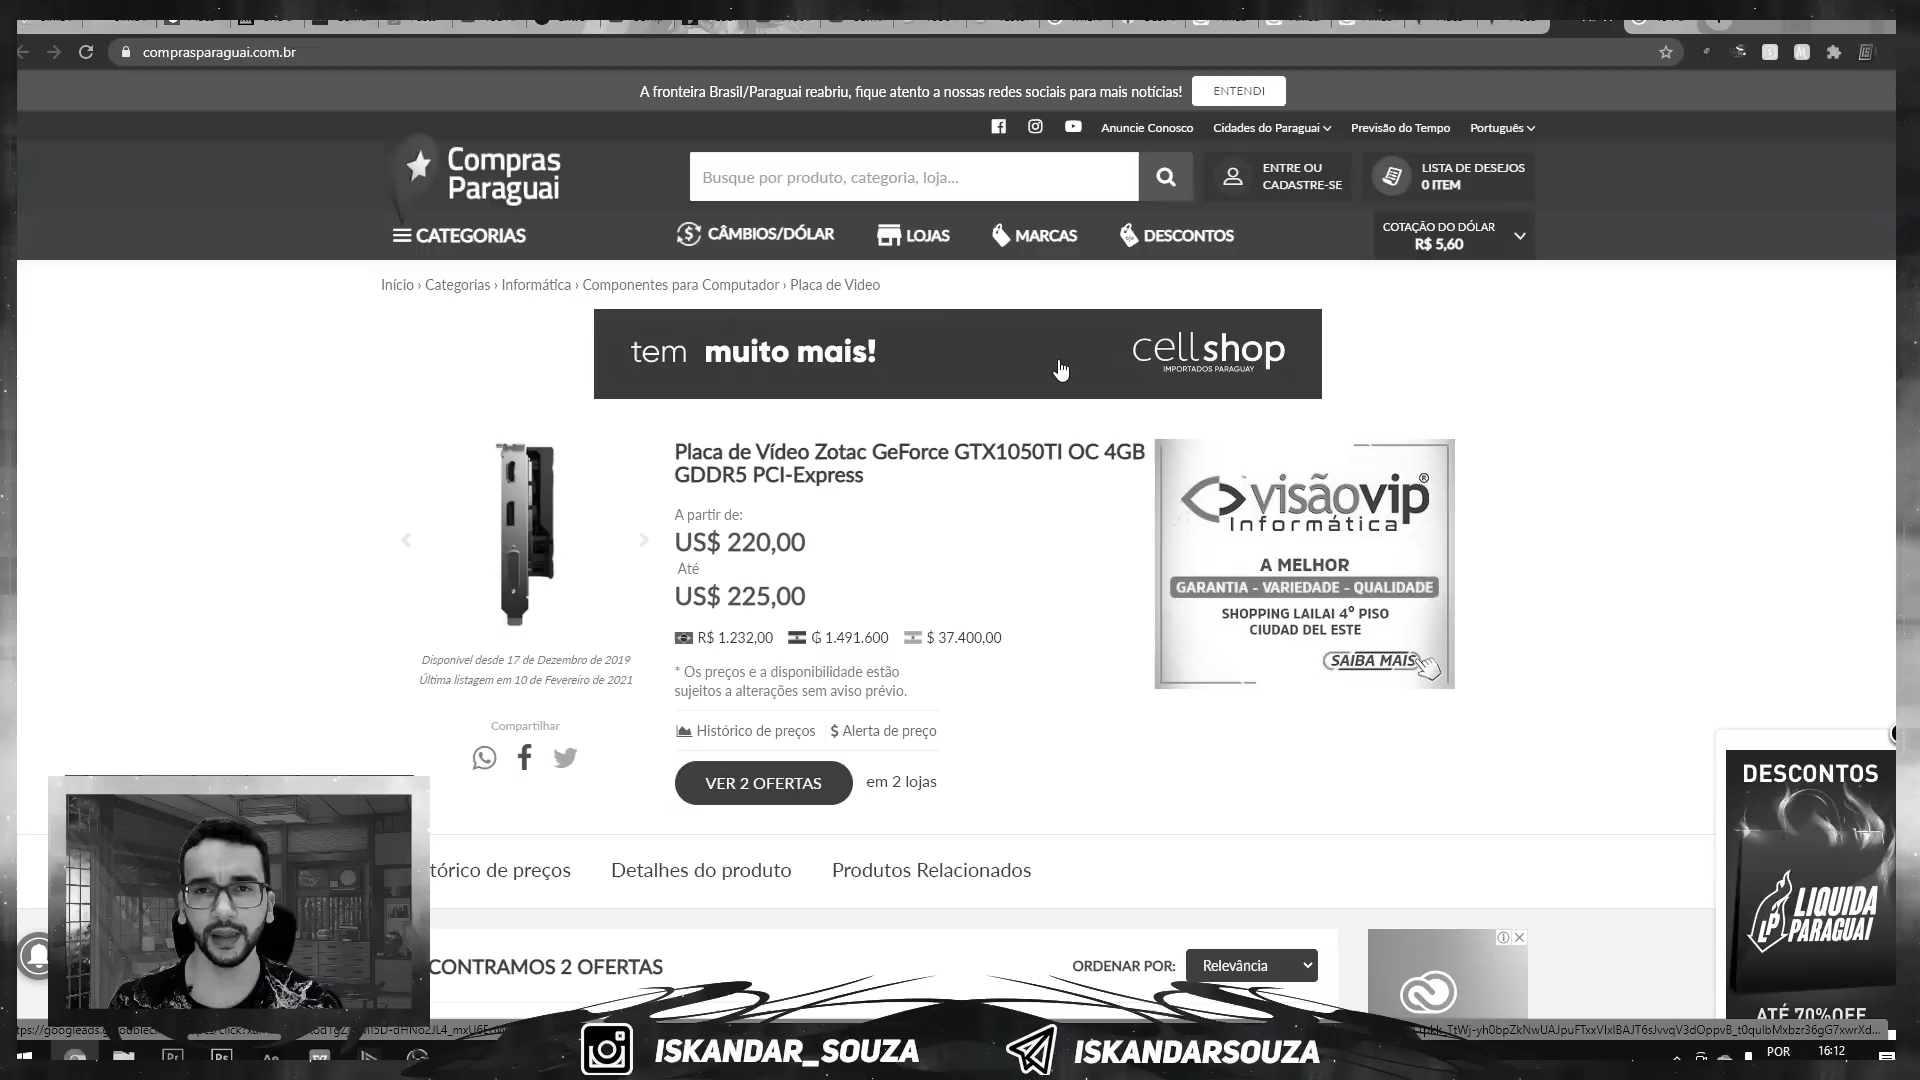 comprasparaguai.com.br
A fronteira Brasil/Paraguai reabriu, fique atento a nossas redes sociais para mais notícias!
ENTENDI
Anuncie Conosco
Cidades do Paraguai
Previsão do Tempo
Português
Compras
Paraguai
Busque por produto, categoria, loja...
ENTRE OU
CADASTRE-SE
LISTA DE DESEJOS
0 ITEM
CATEGORIAS
CÂMBIOS/DÓLAR
LOJAS
MARCAS
DESCONTOS
COTAÇÃO DO DÓLAR
R$ 5,60
Início › Categorias › Informática › Componentes para Computador › Placa de Video
tem muito mais!
cellshop
IMPORTADOS PARAGUAY
Placa de Vídeo Zotac GeForce GTX1050TI OC 4GB
GDDR5 PCI-Express
A partir de:
US$ 220,00
Até
US$ 225,00
R$ 1.232,00
₲ 1.491.600
$ 37.400,00
* Os preços e a disponibilidade estão
sujeitos a alterações sem aviso prévio.
Histórico de preços
$ Alerta de preço
VER 2 OFERTAS
em 2 lojas
Disponível desde 17 de Dezembro de 2019
Última listagem em 10 de Fevereiro de 2021
Compartilhar
visãovip®
Informática
A MELHOR
GARANTIA - VARIEDADE - QUALIDADE
SHOPPING LAILAI 4º PISO
CIUDAD DEL ESTE
SAIBA MAIS
DESCONTOS
LP LIQUIDA
PARAGUAI
ATÉ 70% OFF
tórico de preços
Detalhes do produto
Produtos Relacionados
CONTRAMOS 2 OFERTAS
ORDENAR POR:
Relevância
ISKANDAR_SOUZA
ISKANDARSOUZA
Pr
Ps
Ae
POR
16:12